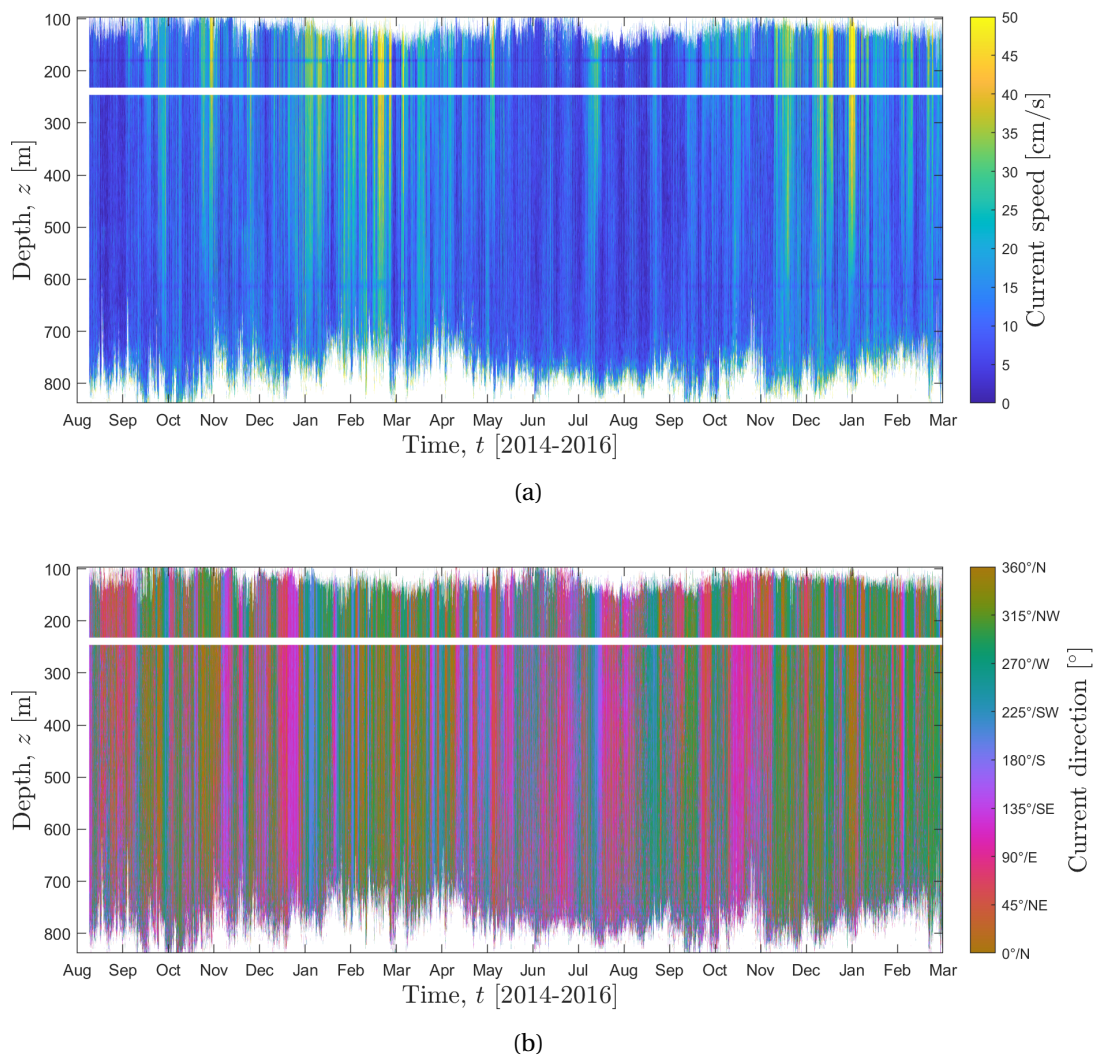 100
200
300
400
500
600
700
800
Depth, z [m]
Aug Sep Oct Nov Dec Jan Feb Mar Apr May Jun Jul Aug Sep Oct Nov Dec Jan Feb Mar
Time, t [2014-2016]
50
45
40
35
30
25
20
15
10
5
0
Current speed [cm/s]
(a)
100
200
300
400
500
600
700
800
Depth, z [m]
Aug Sep Oct Nov Dec Jan Feb Mar Apr May Jun Jul Aug Sep Oct Nov Dec Jan Feb Mar
Time, t [2014-2016]
360°/N
315°/NW
270°/W
225°/SW
180°/S
135°/SE
90°/E
45°/NE
0°/N
Current direction [°]
(b)